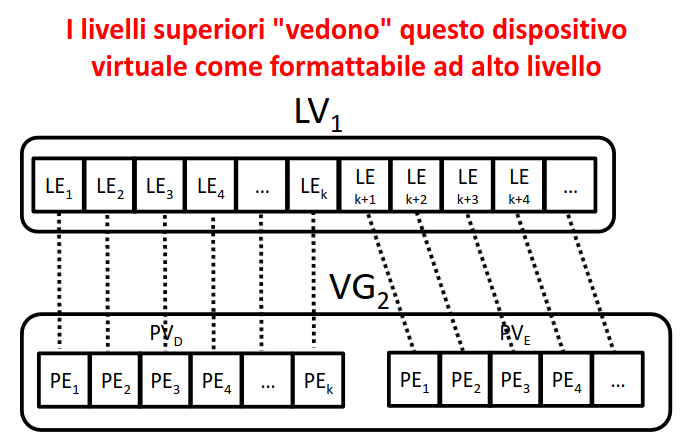 I livelli superiori "vedono" questo dispositivo
virtuale come formattabile ad alto livello
LV1
LE1 LE2 LE3 LE4 ... LEk LE k+1 LE k+2 LE k+3 LE k+4 ...
VG2
PVD PVE
PE1 PE2 PE3 PE4 ... PEk PE1 PE2 PE3 PE4 ...